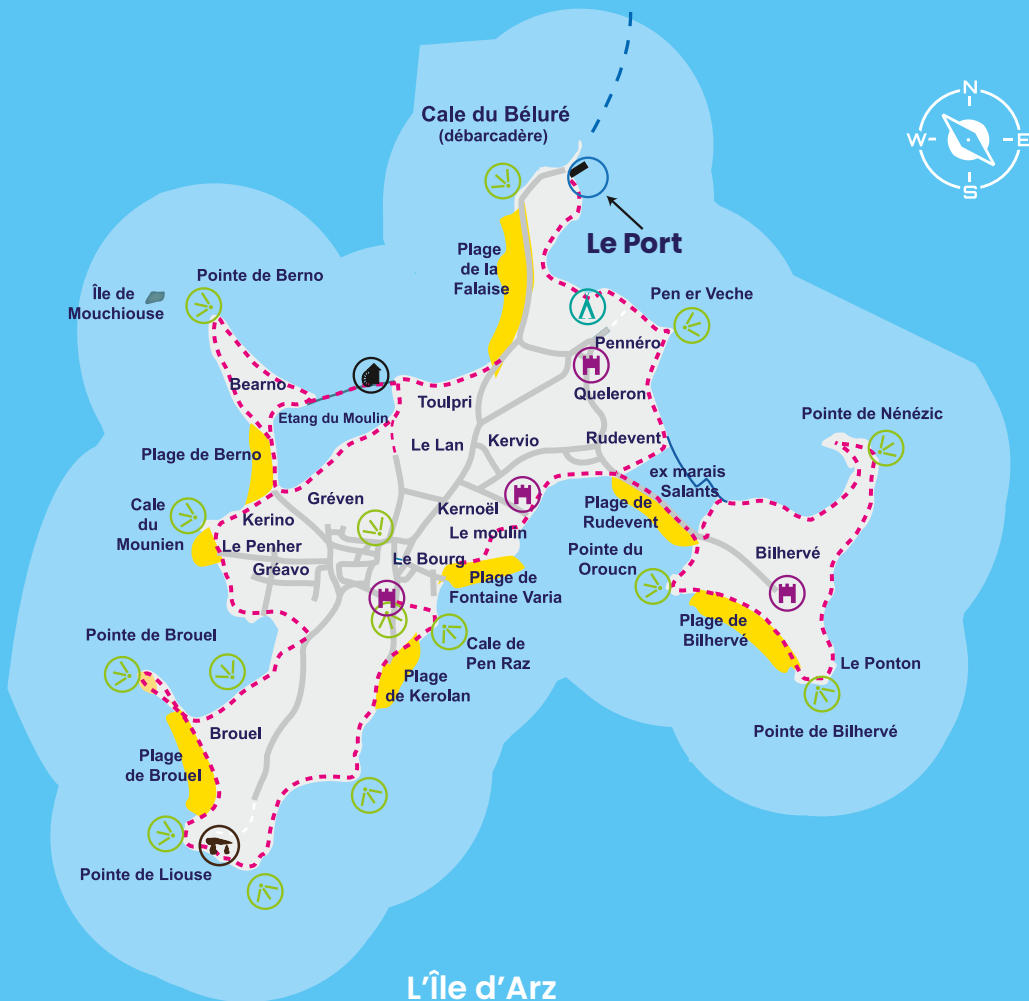 N
W
E
S
Cale du Béluré
(débarcadère)
Le Port
Plage
de la
Falaise
Pointe de Berno
Île de
Mouchiouse
Pen er Veche
Pennéro
Bearno
Queleron
Toulpri
Etang du Moulin
Pointe de Nénézic
Le Lan
Kervio
Rudevent
Plage de Berno
ex marais
Salants
Gréven
Kernoël
Plage de
Rudevent
Cale
du
Mounien
Kerino
Le moulin
Le Penher
Le Bourg
Bilhervé
Gréavo
Pointe du
Oroucn
Plage de
Fontaine Varia
Plage de
Bilhervé
Pointe de Brouel
Cale de
Pen Raz
Le Ponton
Plage
de Kerolan
Brouel
Pointe de Bilhervé
Plage
de Brouel
Pointe de Liouse
L'Île d'Arz